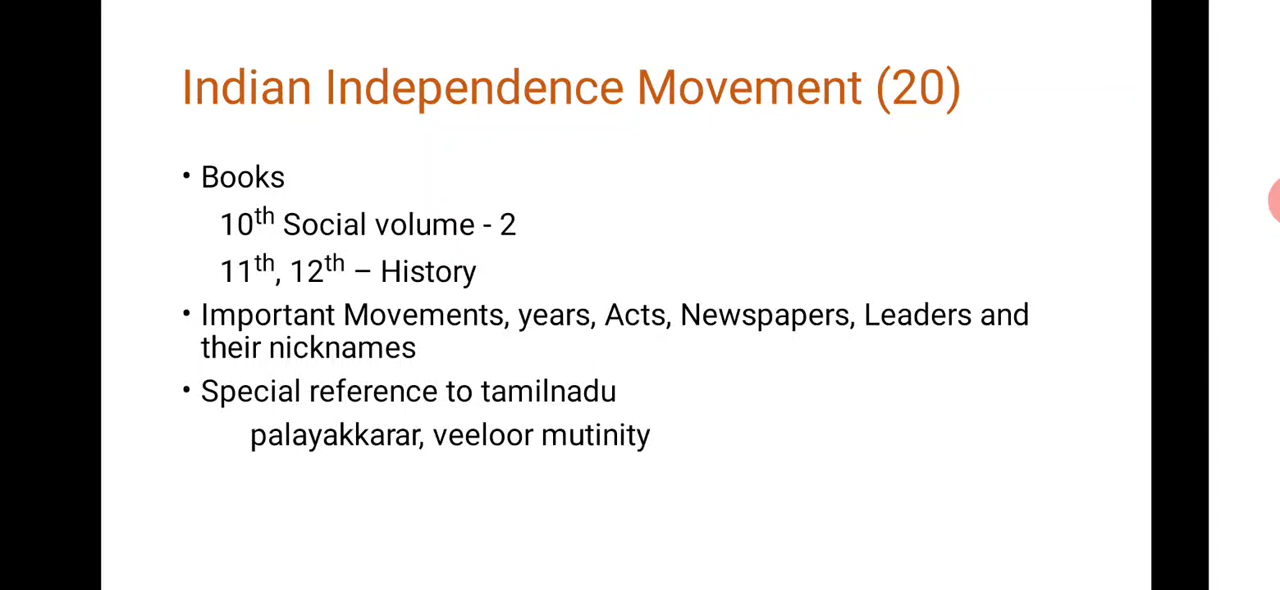 Indian Independence Movement (20)
• Books
10th Social volume - 2
11th, 12th – History
• Important Movements, years, Acts, Newspapers, Leaders and
their nicknames
• Special reference to tamilnadu
palayakkarar, veeloor mutinity